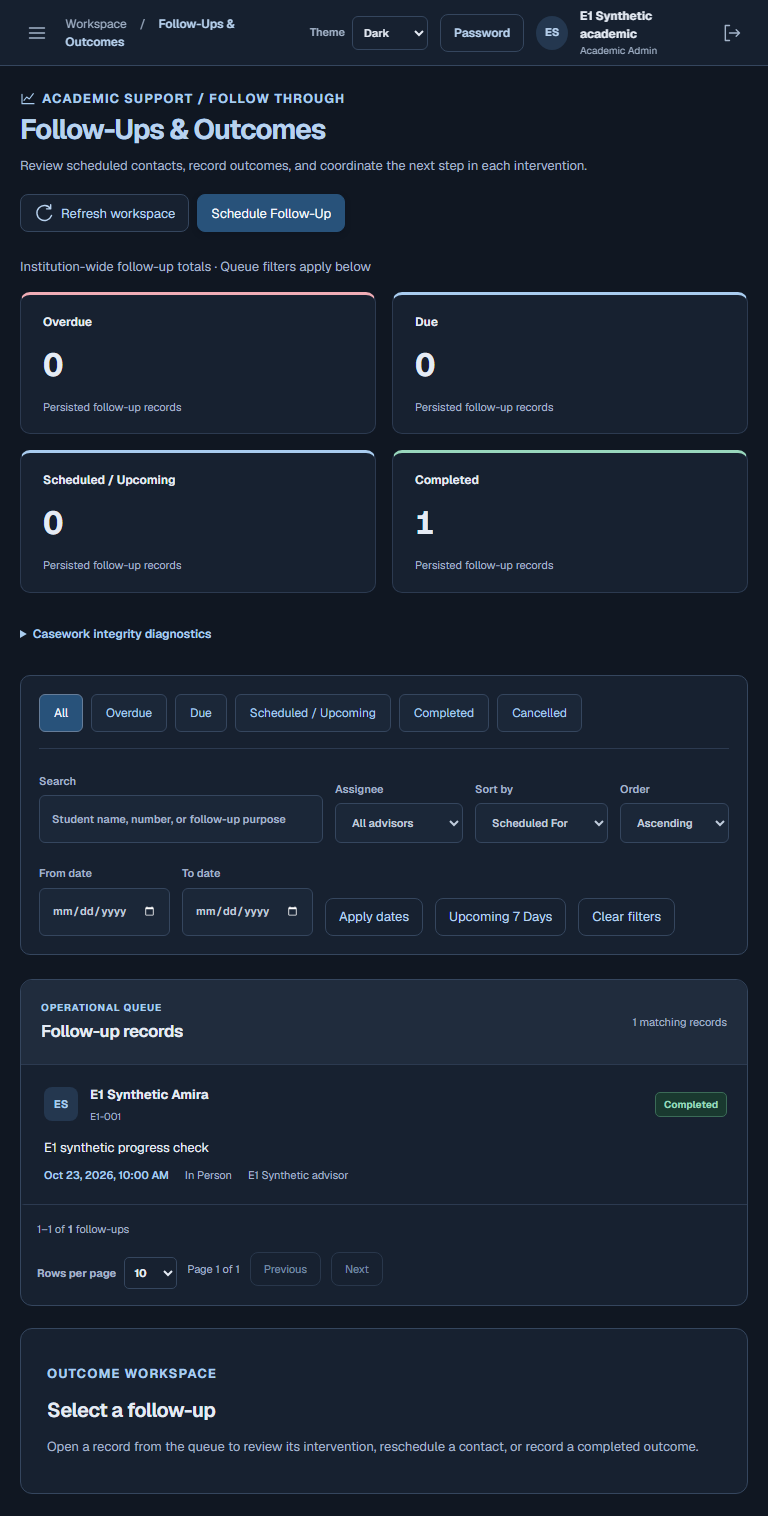 Workspace / Follow-Ups &
Outcomes
Theme
Dark
Password
ES
E1 Synthetic
academic
Academic Admin
ACADEMIC SUPPORT / FOLLOW THROUGH
Follow-Ups & Outcomes
Review scheduled contacts, record outcomes, and coordinate the next step in each intervention.
Refresh workspace
Schedule Follow-Up
Institution-wide follow-up totals · Queue filters apply below
Overdue
0
Persisted follow-up records
Due
0
Persisted follow-up records
Scheduled / Upcoming
0
Persisted follow-up records
Completed
1
Persisted follow-up records
Casework integrity diagnostics
All
Overdue
Due
Scheduled / Upcoming
Completed
Cancelled
Search
Student name, number, or follow-up purpose
Assignee
All advisors
Sort by
Scheduled For
Order
Ascending
From date
mm/dd/yyyy
To date
mm/dd/yyyy
Apply dates
Upcoming 7 Days
Clear filters
OPERATIONAL QUEUE
Follow-up records
1 matching records
ES
E1 Synthetic Amira
E1-001
Completed
E1 synthetic progress check
Oct 23, 2026, 10:00 AM In Person E1 Synthetic advisor
1–1 of 1 follow-ups
Rows per page
10
Page 1 of 1
Previous
Next
OUTCOME WORKSPACE
Select a follow-up
Open a record from the queue to review its intervention, reschedule a contact, or record a completed outcome.